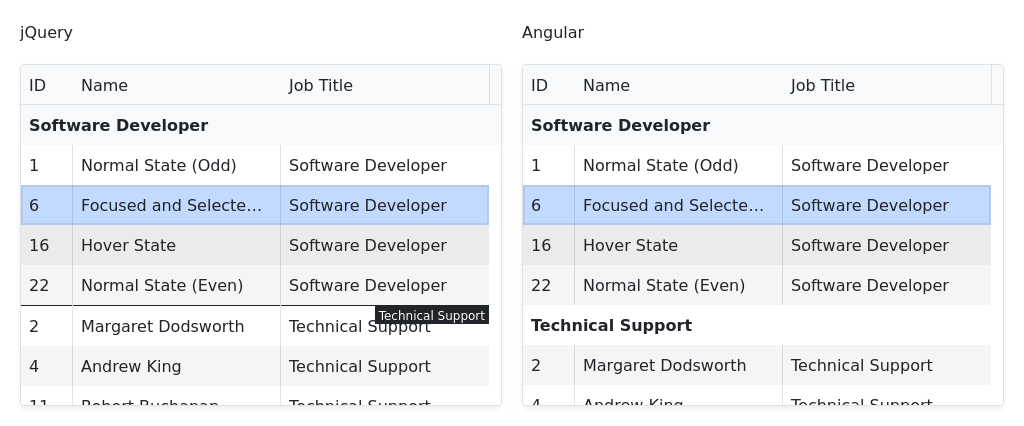 jQuery
ID Name Job Title
Software Developer
1 Normal State (Odd) Software Developer
6 Focused and Selecte... Software Developer
16 Hover State Software Developer
22 Normal State (Even) Software Developer
Technical Support
2 Margaret Dodsworth Technical Support
4 Andrew King Technical Support
11 Robert Buchanan Technical Support
Angular
ID Name Job Title
Software Developer
1 Normal State (Odd) Software Developer
6 Focused and Selecte... Software Developer
16 Hover State Software Developer
22 Normal State (Even) Software Developer
Technical Support
2 Margaret Dodsworth Technical Support
4 Andrew King Technical Support